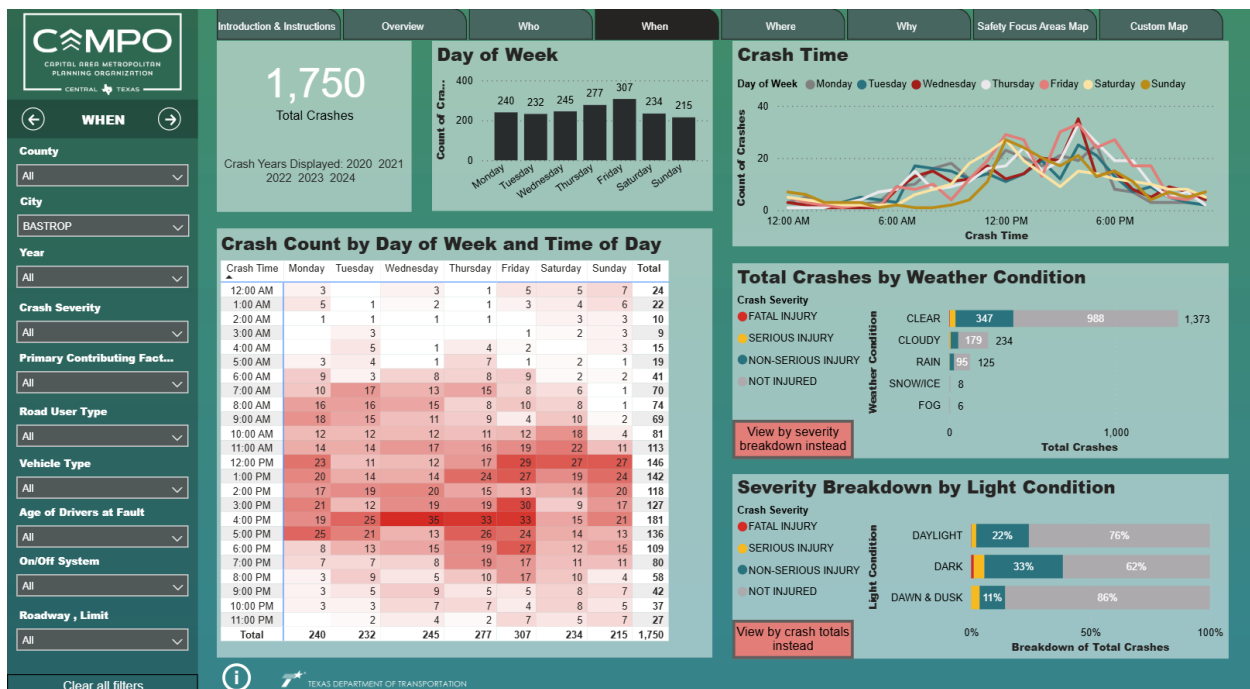 CAMPO
CAPITAL AREA METROPOLITAN
PLANNING ORGANIZATION
CENTRAL TEXAS
WHEN
County
All
City
BASTROP
Year
All
Crash Severity
All
Primary Contributing Fact...
All
Road User Type
All
Vehicle Type
All
Age of Drivers at Fault
All
On/Off System
All
Roadway , Limit
All
Clear all filters
Introduction & Instructions Overview Who When Where Why Safety Focus Areas Map Custom Map
1,750
Total Crashes
Crash Years Displayed: 2020 2021
2022 2023 2024
Day of Week
Count of Cra...
400
200
0
240 232 245 277 307 234 215
Monday Tuesday Wednesday Thursday Friday Saturday Sunday
Crash Count by Day of Week and Time of Day
Crash Time Monday Tuesday Wednesday Thursday Friday Saturday Sunday Total
12:00 AM 3 3 1 5 5 7 24
1:00 AM 5 1 2 1 3 4 6 22
2:00 AM 1 1 1 1 3 3 10
3:00 AM 3 1 2 3 9
4:00 AM 5 1 4 2 3 15
5:00 AM 3 4 1 7 1 2 1 19
6:00 AM 9 3 8 8 9 2 2 41
7:00 AM 10 17 13 15 8 6 1 70
8:00 AM 16 16 15 8 10 8 1 74
9:00 AM 18 15 11 9 4 10 2 69
10:00 AM 12 12 12 11 12 18 4 81
11:00 AM 14 14 17 16 19 22 11 113
12:00 PM 23 11 12 17 29 27 27 146
1:00 PM 20 14 14 24 27 19 24 142
2:00 PM 17 19 20 15 13 14 20 118
3:00 PM 21 12 19 19 30 9 17 127
4:00 PM 19 25 35 33 33 15 21 181
5:00 PM 25 21 13 26 24 14 13 136
6:00 PM 8 13 15 19 27 12 15 109
7:00 PM 7 7 8 19 17 11 11 80
8:00 PM 3 9 5 10 17 10 4 58
9:00 PM 3 5 9 5 5 8 7 42
10:00 PM 3 3 7 7 4 8 5 37
11:00 PM 2 4 2 7 5 7 27
Total 240 232 245 277 307 234 215 1,750
i
TEXAS DEPARTMENT OF TRANSPORTATION
Crash Time
Day of Week Monday Tuesday Wednesday Thursday Friday Saturday Sunday
Count of Crashes
40
20
0
12:00 AM 6:00 AM 12:00 PM 6:00 PM
Crash Time
Total Crashes by Weather Condition
Crash Severity
FATAL INJURY
SERIOUS INJURY
NON-SERIOUS INJURY
NOT INJURED
View by severity
breakdown instead
Weather Condition
CLEAR 347 988 1,373
CLOUDY 179 234
RAIN 95 125
SNOW/ICE 8
FOG 6
0 1,000
Total Crashes
Severity Breakdown by Light Condition
Crash Severity
FATAL INJURY
SERIOUS INJURY
NON-SERIOUS INJURY
NOT INJURED
View by crash totals
instead
Light Condition
DAYLIGHT 22% 76%
DARK 33% 62%
DAWN & DUSK 11% 86%
0% 50% 100%
Breakdown of Total Crashes